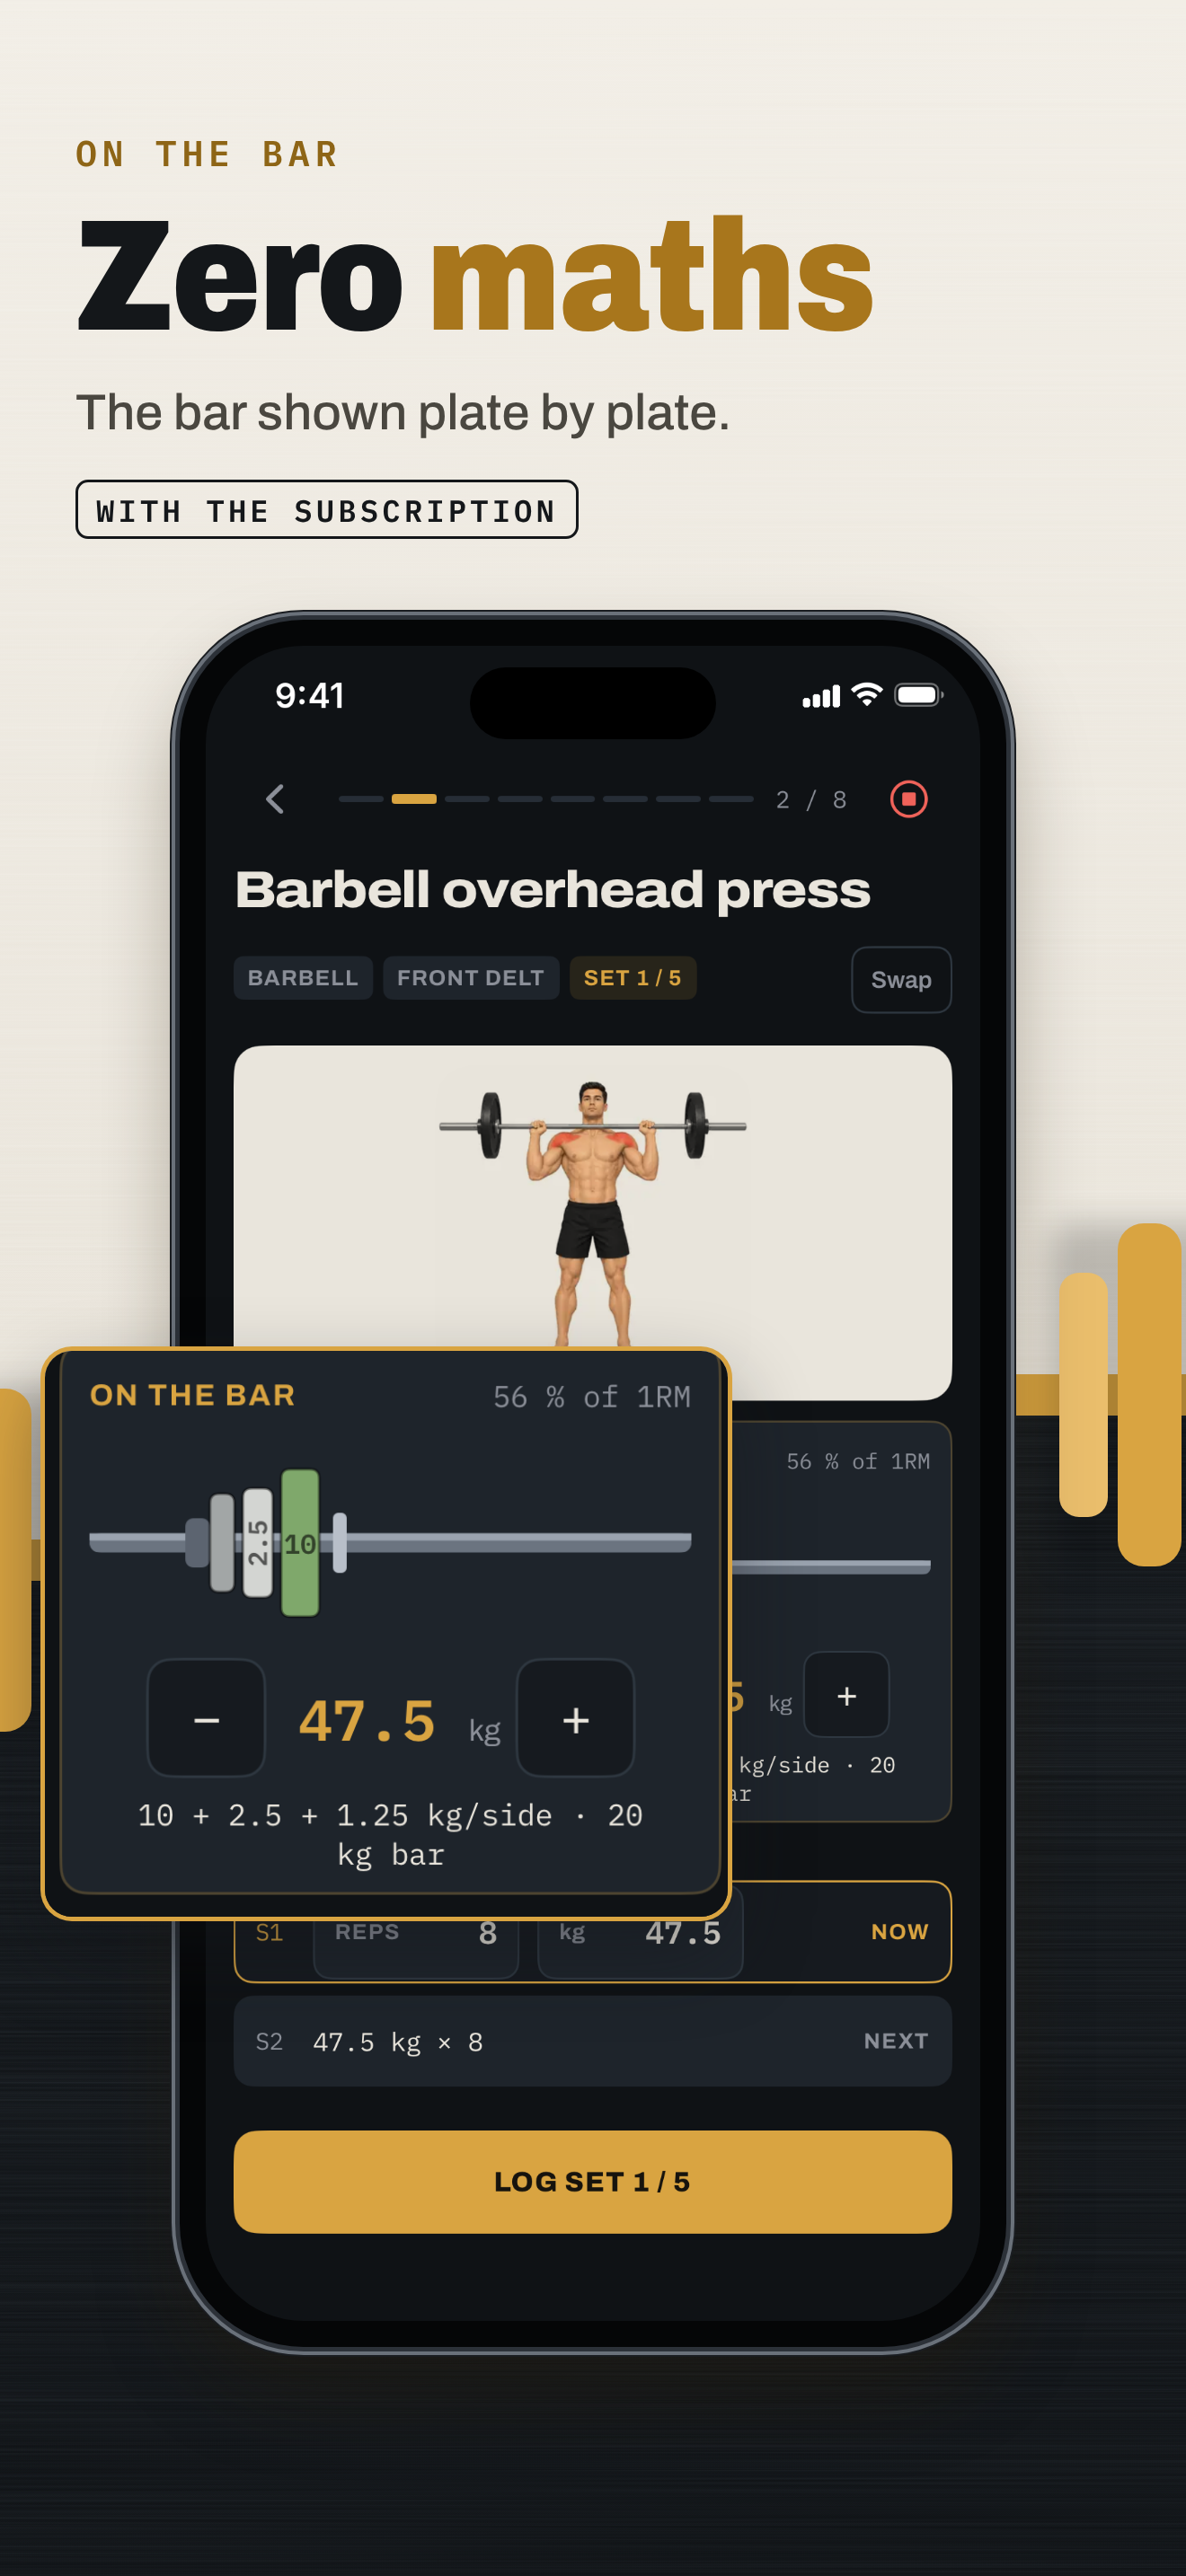 ON THE BAR
Zero maths
The bar shown plate by plate.
WITH THE SUBSCRIPTION
9:41
2 / 8
Barbell overhead press
BARBELL
FRONT DELT
SET 1 / 5
Swap
ON THE BAR
56 % of 1RM
2.5
10
− 47.5 kg +
10 + 2.5 + 1.25 kg/side · 20
kg bar
56 % of 1RM
kg +
kg/side · 20
S1 REPS 8 kg 47.5 NOW
S2 47.5 kg × 8 NEXT
LOG SET 1 / 5